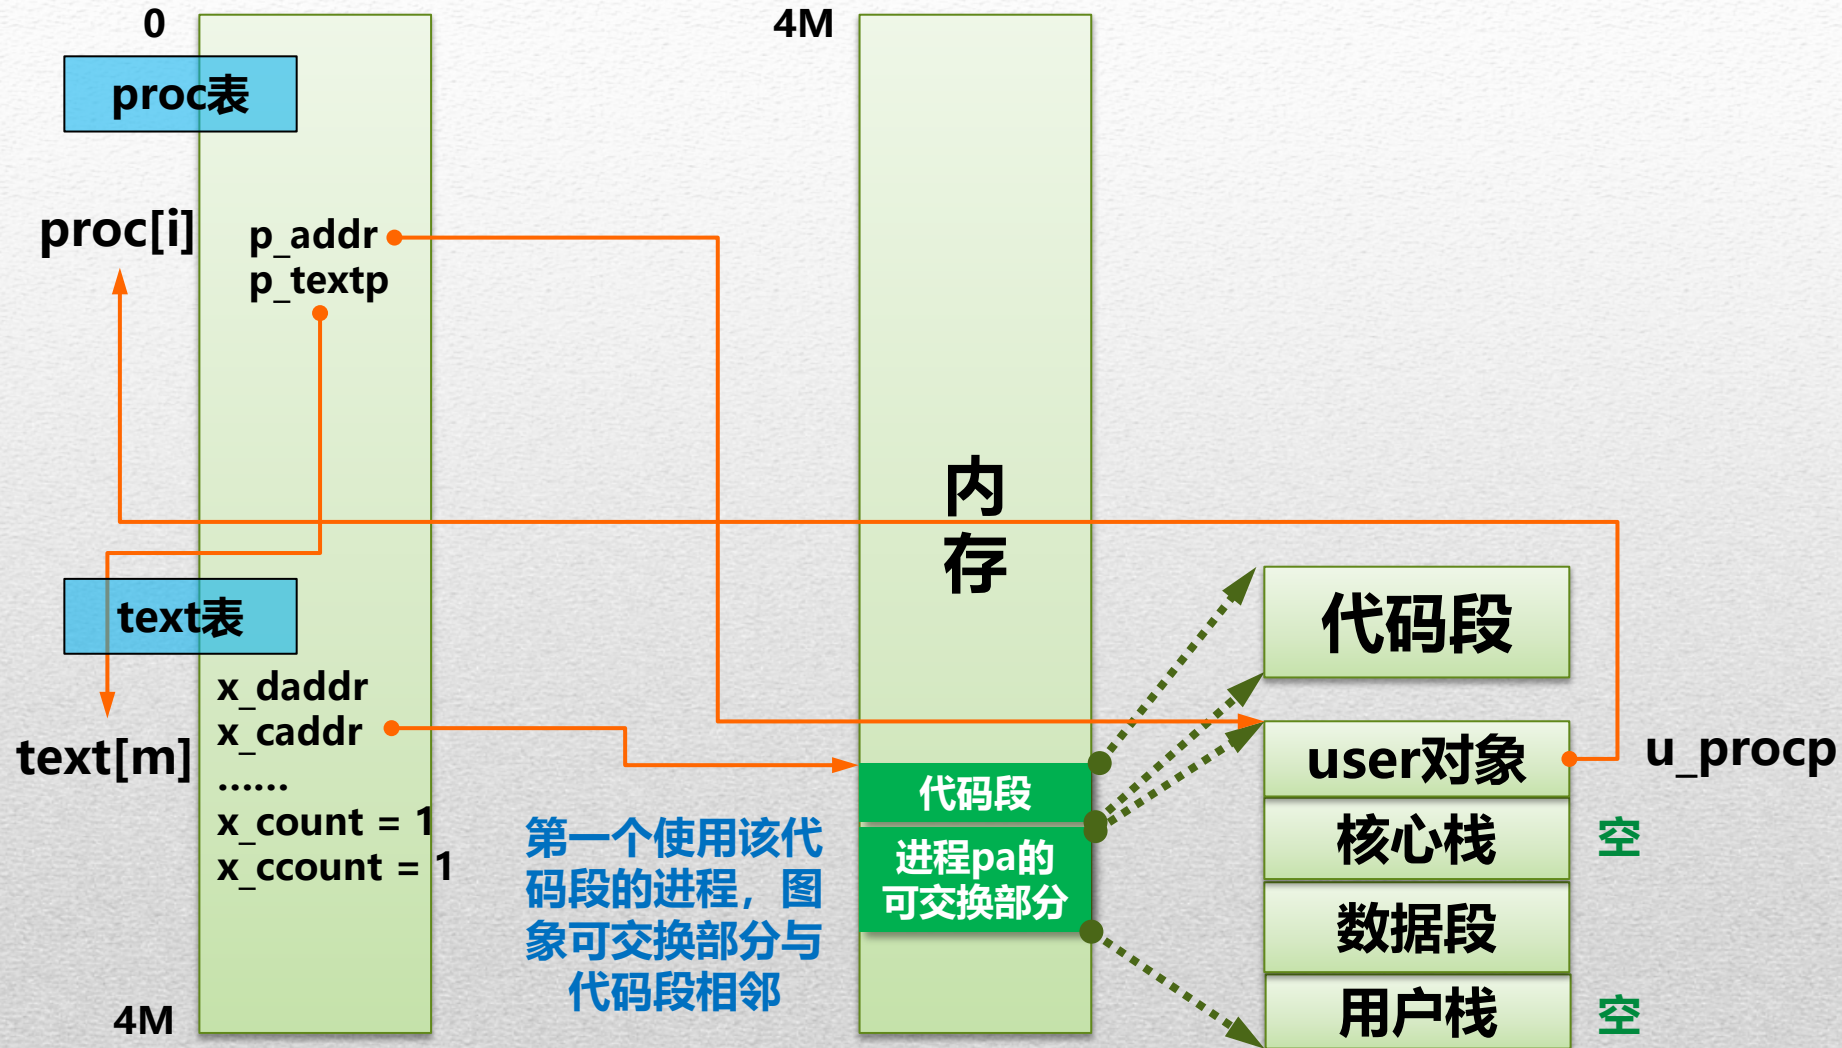 0
proc表
proc[i]
p_addr
p_textp
text表
text[m]
x_daddr
x_caddr
......
x_count = 1
x_ccount = 1
4M
4M
内
存
代码段
进程pa的
可交换部分
第一个使用该代
码段的进程，图
象可交换部分与
代码段相邻
代码段
user对象
u_procp
核心栈
空
数据段
用户栈
空